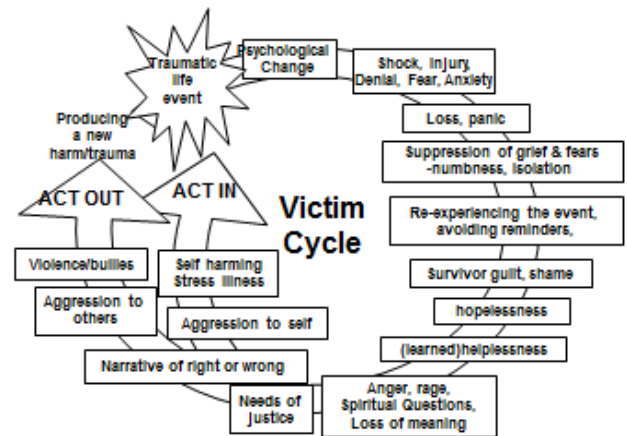 Traumatic
life
event
Psychological
Change
Shock, Injury,
Denial, Fear, Anxiety
Loss, panic
Suppression of grief & fears
-numbness, isolation
Re-experiencing the event,
avoiding reminders,
Survivor guilt, shame
hopelessness
(learned)helplessness
Anger, rage,
Spiritual Questions,
Loss of meaning
Needs of
Justice
Narrative of right or wrong
Aggression to self
Self harming
Stress illness
ACT IN
Aggression to
others
Violence/bullies
ACT OUT
Producing
a new
harm/trauma
Victim
Cycle